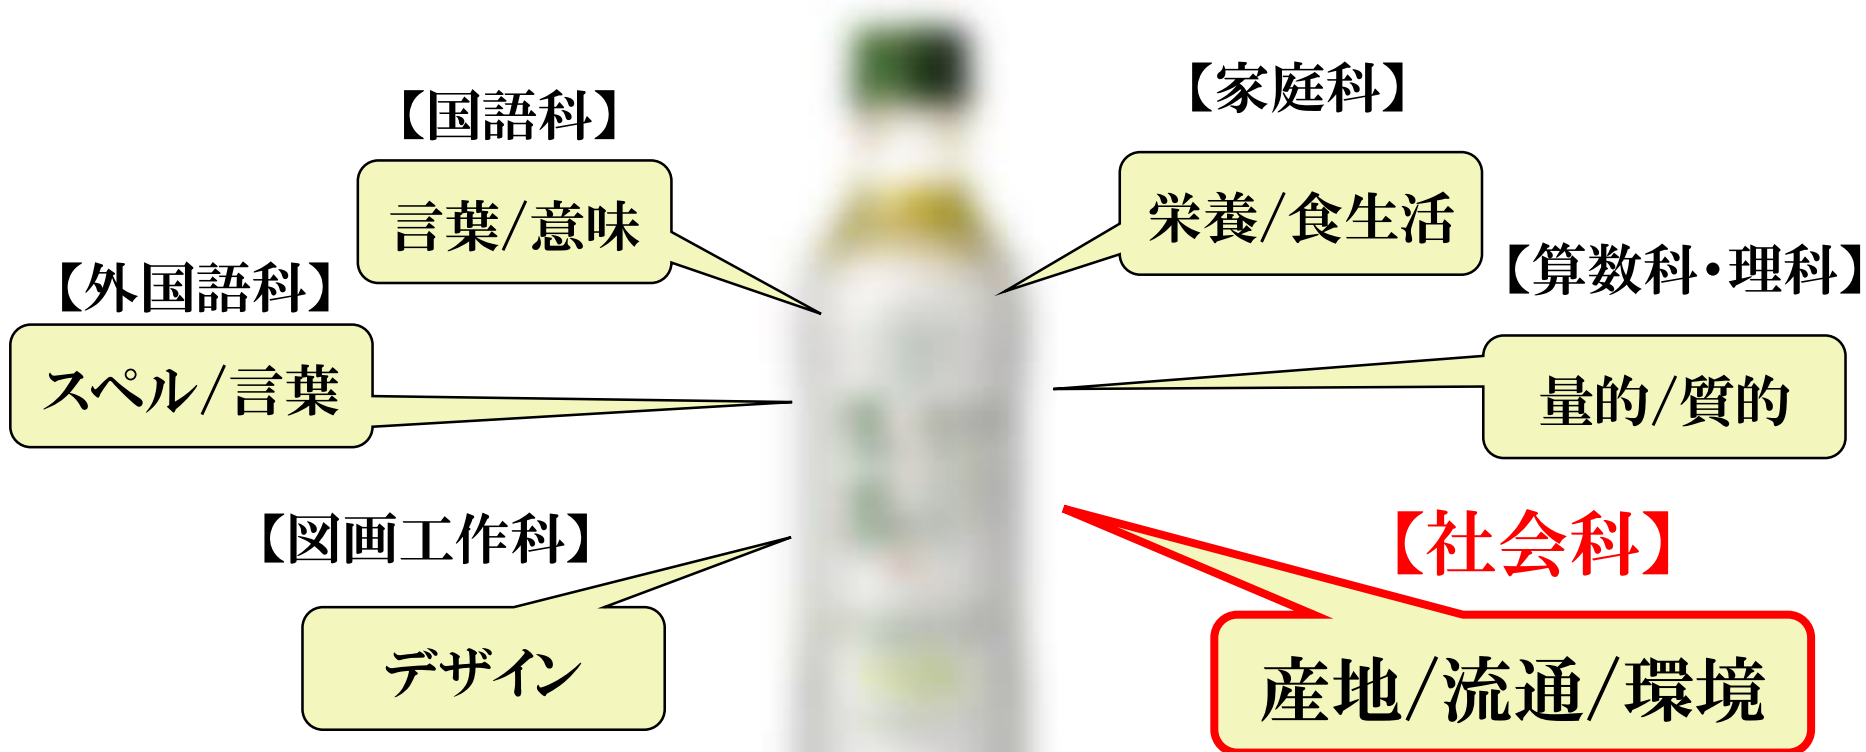 【国語科】
言葉/意味
【外国語科】
スペル/言葉
【図画工作科】
デザイン
【家庭科】
栄養/食生活
【算数科・理科】
量的/質的
【社会科】
産地/流通/環境